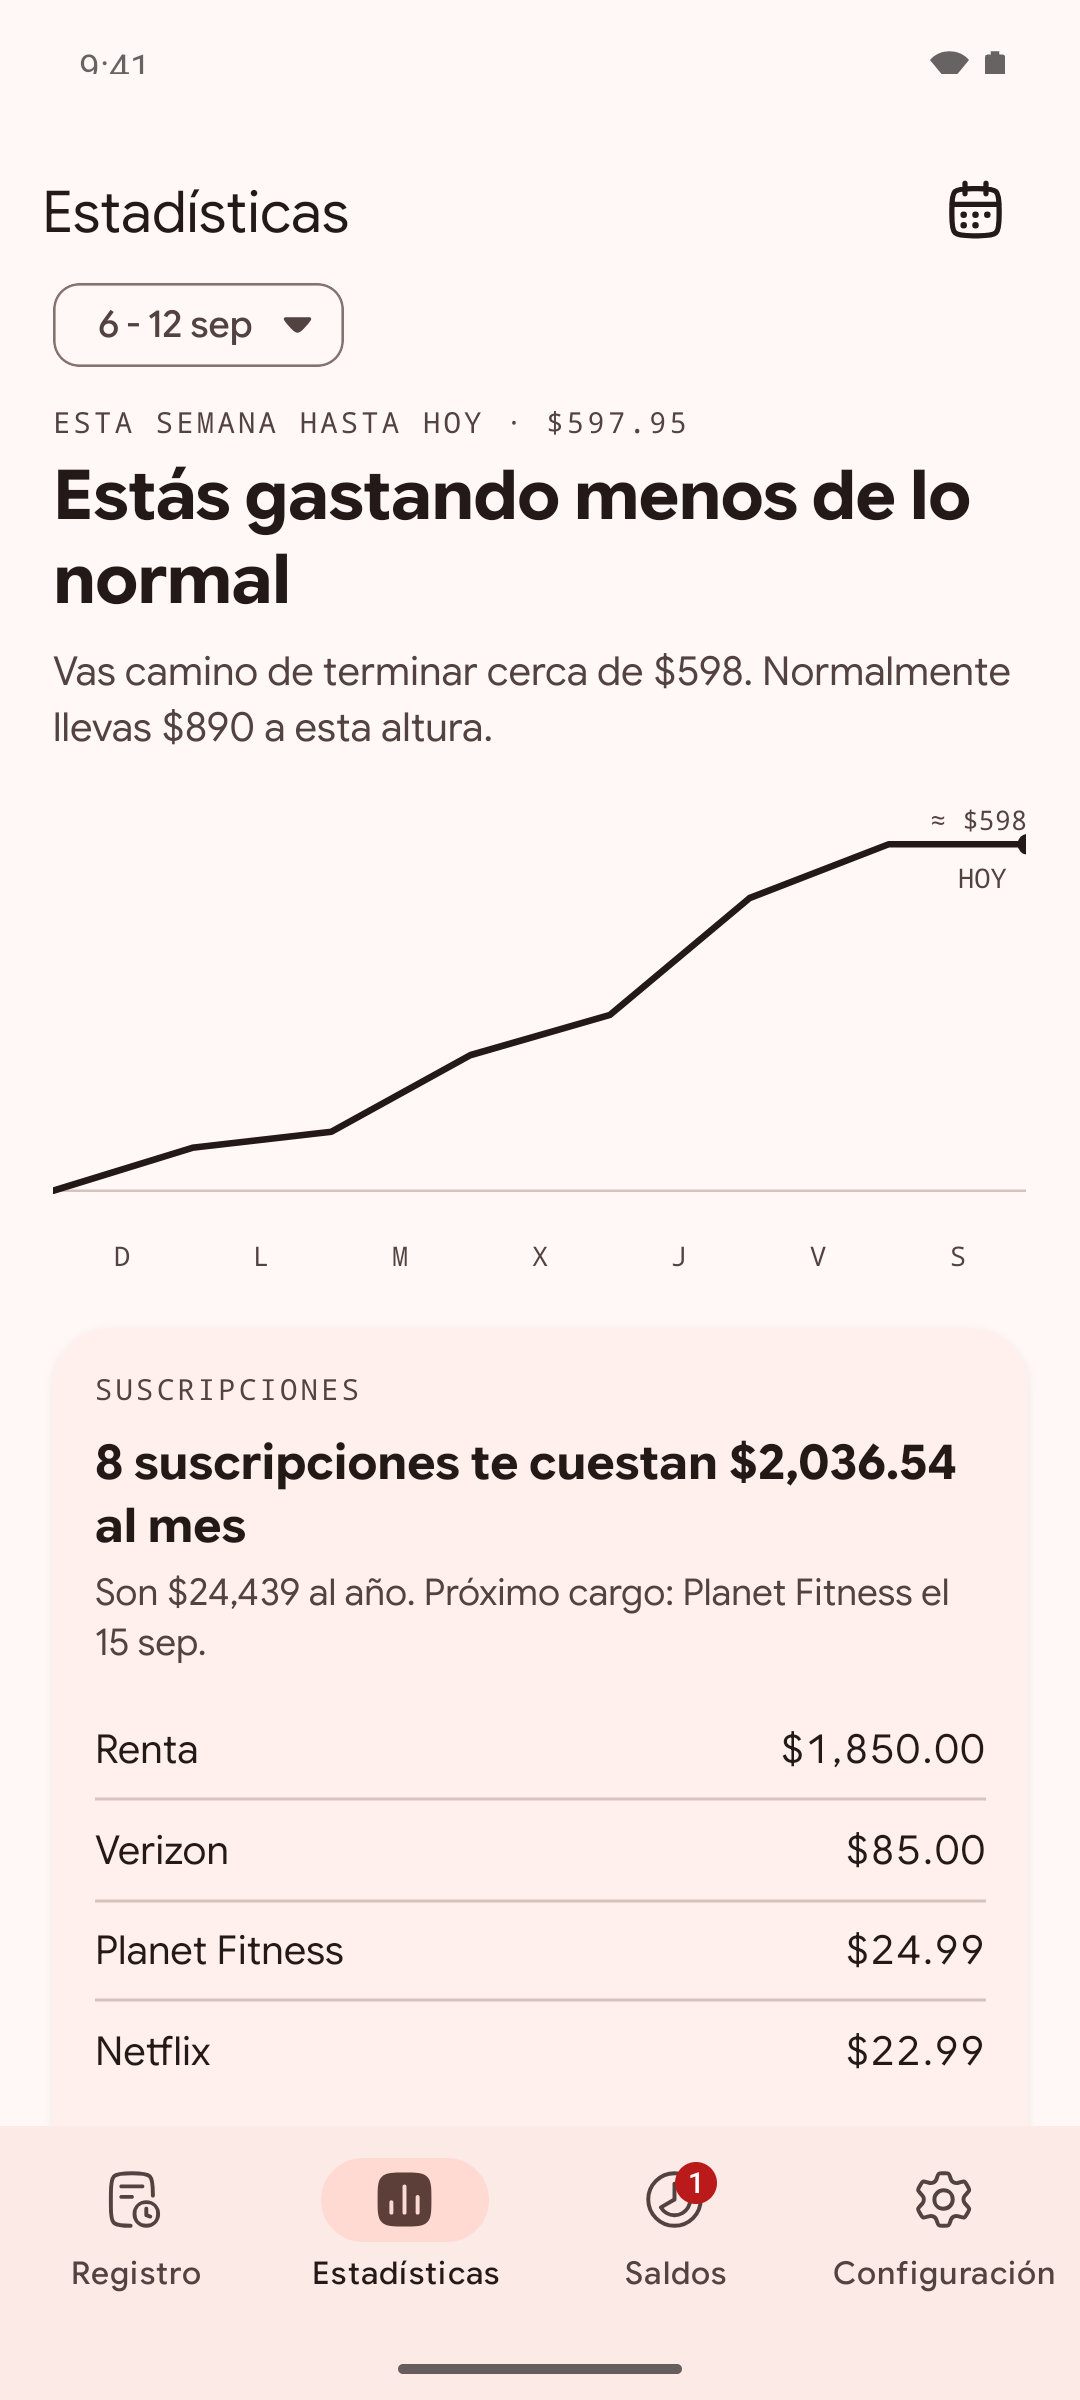 9:41
Estadísticas
6 - 12 sep
ESTA SEMANA HASTA HOY · $597.95
Estás gastando menos de lo
normal
Vas camino de terminar cerca de $598. Normalmente
llevas $890 a esta altura.
≈ $598
HOY
D L M X J V S
SUSCRIPCIONES
8 suscripciones te cuestan $2,036.54
al mes
Son $24,439 al año. Próximo cargo: Planet Fitness el
15 sep.
Renta $1,850.00
Verizon $85.00
Planet Fitness $24.99
Netflix $22.99
1
Registro Estadísticas Saldos Configuración